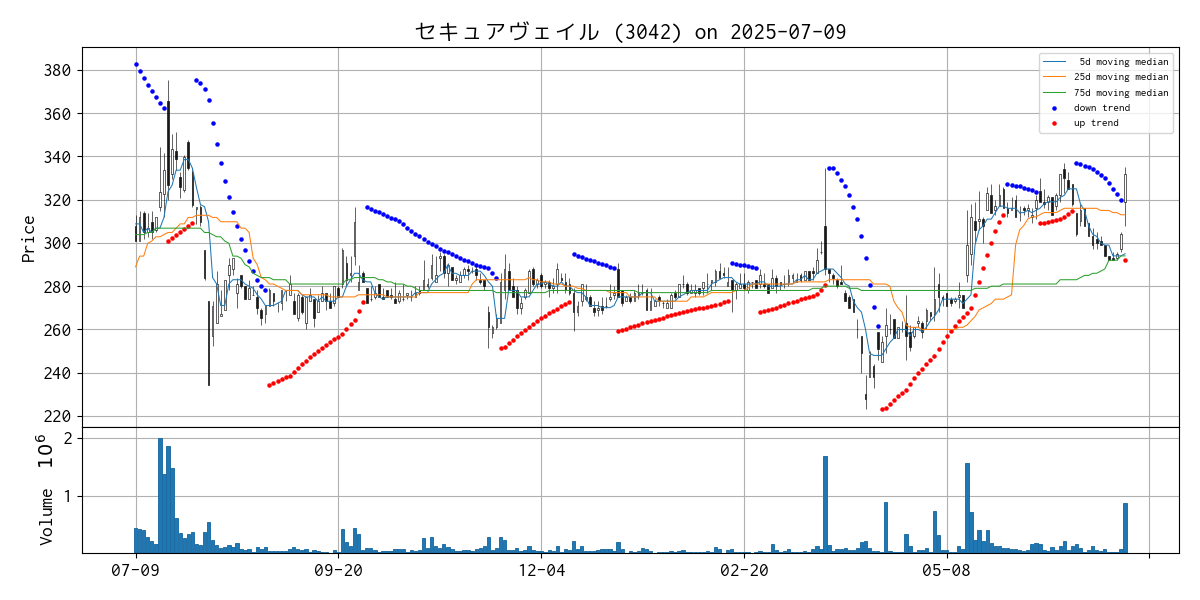 セキュアヴェイル (3042) on 2025-07-09
5d moving median
25d moving median
75d moving median
down trend
up trend
Price
380
360
340
320
300
280
260
240
220
Volume 10⁶
2
1
07-09 09-20 12-04 02-20 05-08